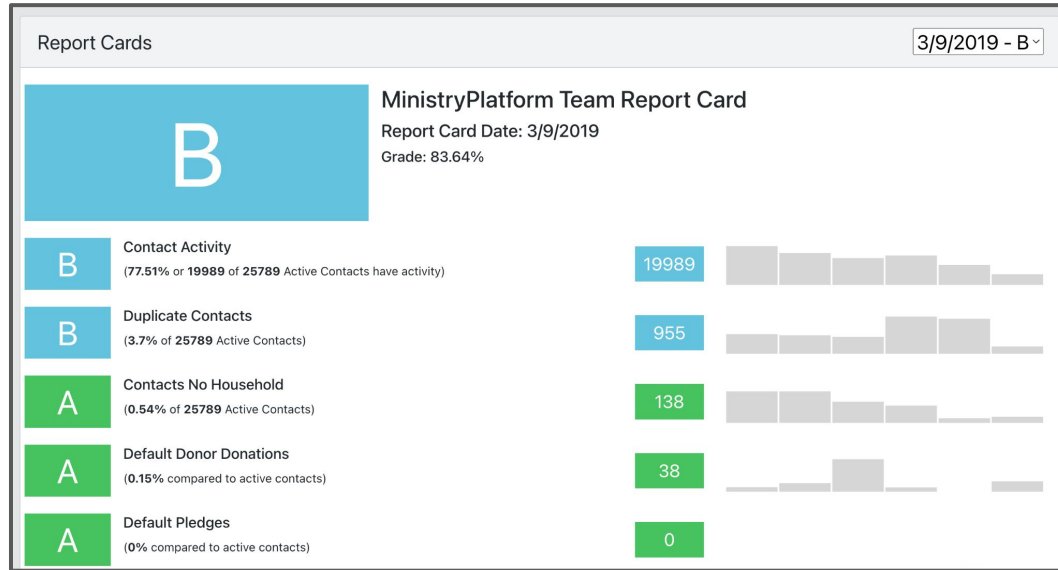 Report Cards
3/9/2019 - B
B
MinistryPlatform Team Report Card
Report Card Date: 3/9/2019
Grade: 83.64%
B
Contact Activity
(77.51% or 19989 of 25789 Active Contacts have activity)
19989
B
Duplicate Contacts
(3.7% of 25789 Active Contacts)
955
A
Contacts No Household
(0.54% of 25789 Active Contacts)
138
A
Default Donor Donations
(0.15% compared to active contacts)
38
A
Default Pledges
(0% compared to active contacts)
0